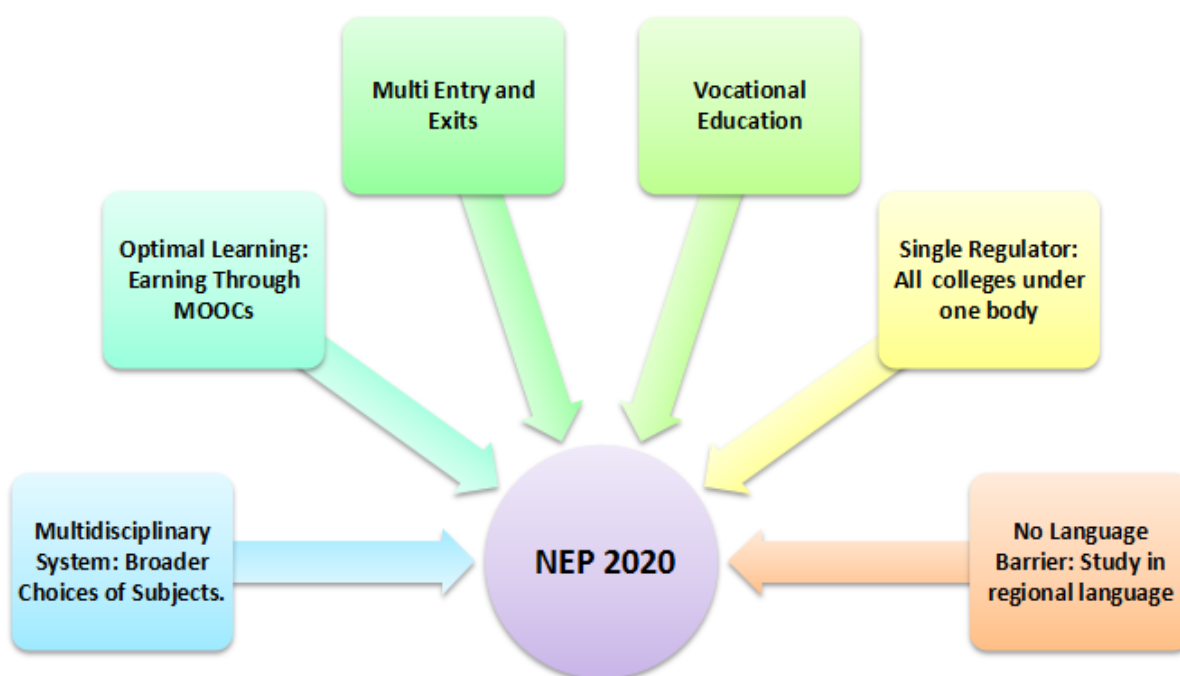 Multi Entry and
Exits
Vocational
Education
Optimal Learning:
Earning Through
MOOCs
Single Regulator:
All colleges under
one body
Multidisciplinary
System: Broader
Choices of Subjects.
NEP 2020
No Language
Barrier: Study in
regional language